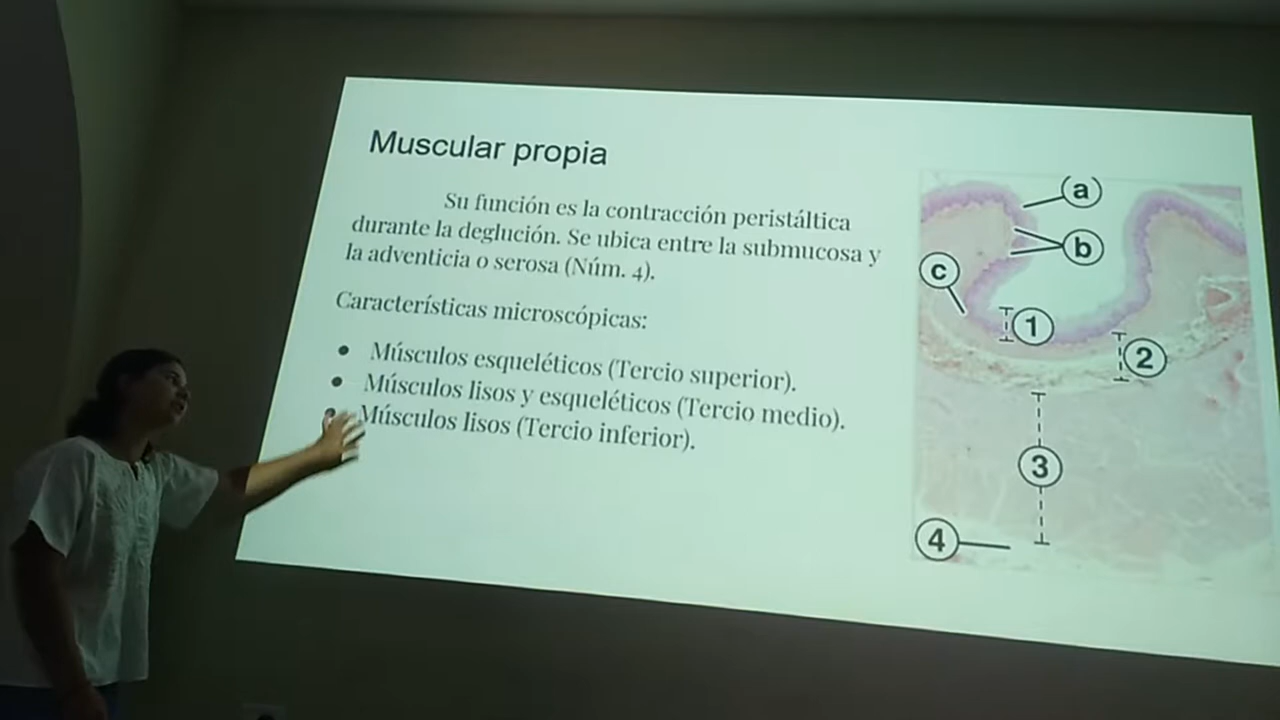 Muscular propia
Su función es la contracción peristáltica
durante la deglución. Se ubica entre la submucosa y
la adventicia o serosa (Núm. 4).
Características microscópicas:
• Músculos esqueléticos (Tercio superior).
• Músculos lisos y esqueléticos (Tercio medio).
• Músculos lisos (Tercio inferior).
a
b
c
1
2
3
4